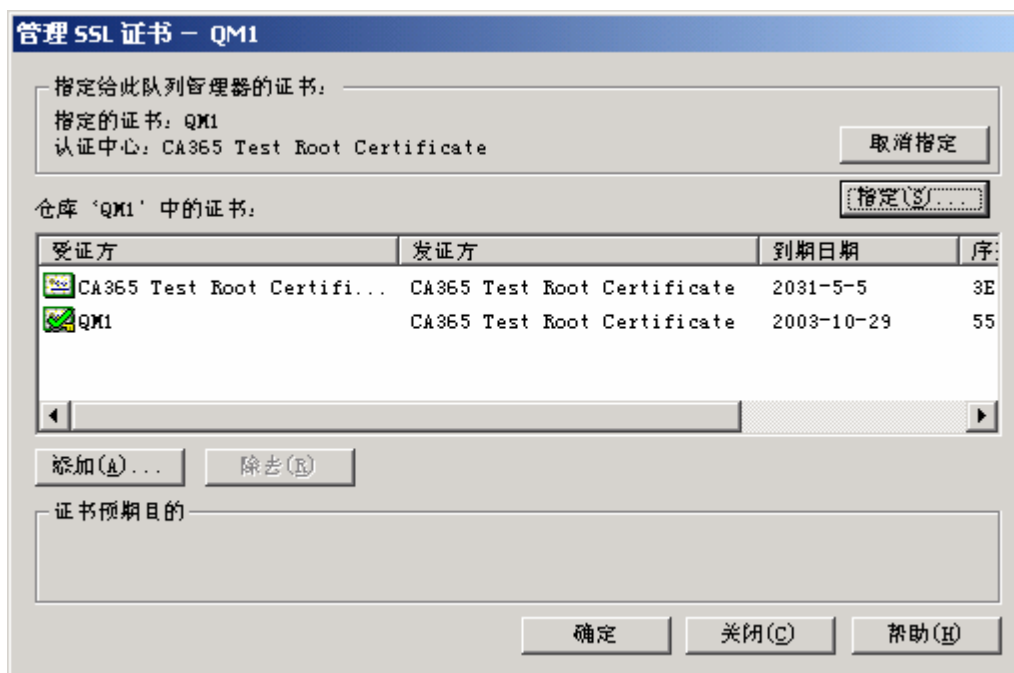 管理 SSL 证书 － QM1
指定给此队列管理器的证书：
指定的证书：QM1
认证中心：CA365 Test Root Certificate
取消指定
仓库‘QM1’中的证书：
指定(S)...
受证方 发证方 到期日期 序
CA365 Test Root Certifi... CA365 Test Root Certificate 2031-5-5 3E
QM1 CA365 Test Root Certificate 2003-10-29 55
添加(A)... 除去(R)
证书预期目的
确定 关闭(C) 帮助(H)